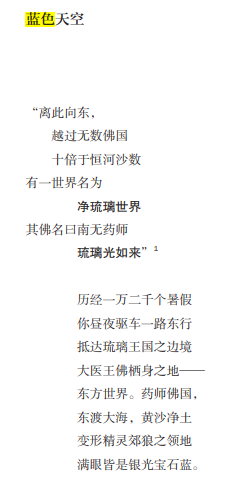 蓝色天空
“离此向东，
越过无数佛国
十倍于恒河沙数
有一世界名为
净琉璃世界
其佛名曰南无药师
琉璃光如来”1
历经一万二千个暑假
你昼夜驱车一路东行
抵达琉璃王国之边境
大医王佛栖身之地——
东方世界。药师佛国，
东渡大海，黄沙净土
变形精灵郊狼之领地
满眼皆是银光宝石蓝。